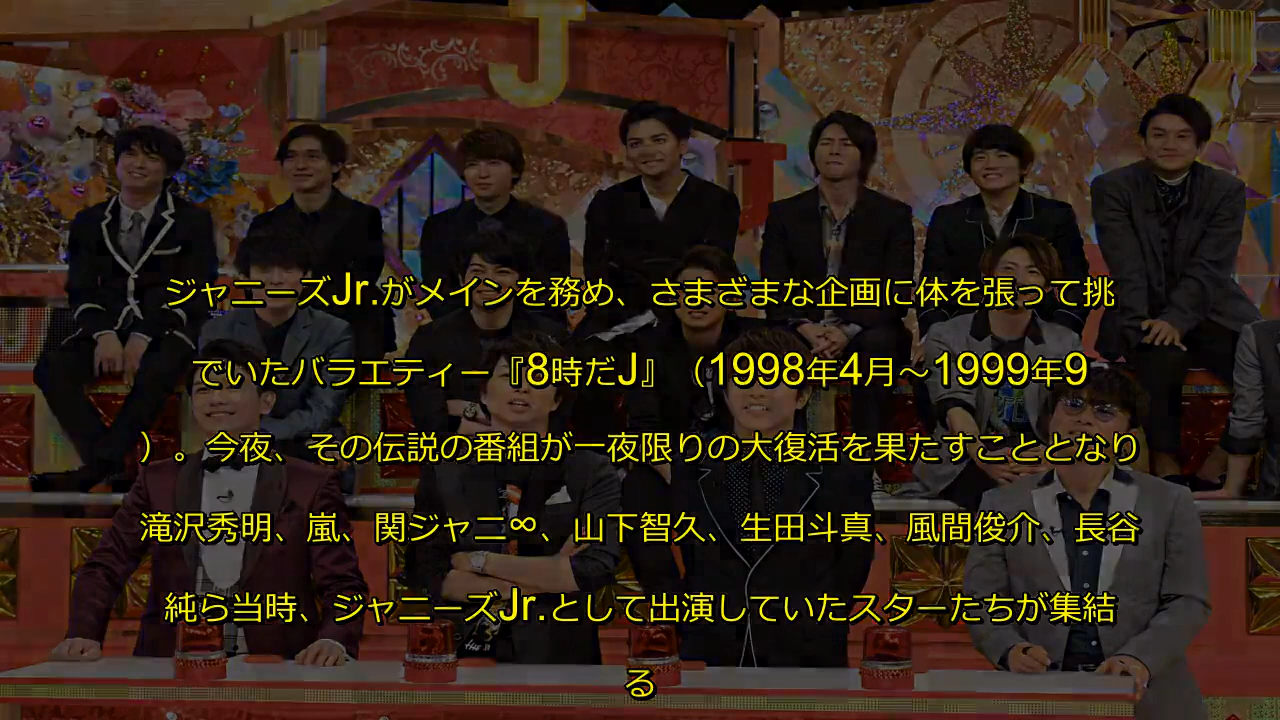 J
ジャニーズJr.がメインを務め、さまざまな企画に体を張って挑
でいたバラエティー『8時だJ』（1998年4月～1999年9
）。今夜、その伝説の番組が一夜限りの大復活を果たすこととなり
滝沢秀明、嵐、関ジャニ∞、山下智久、生田斗真、風間俊介、長谷
純ら当時、ジャニーズJr.として出演していたスターたちが集結
る